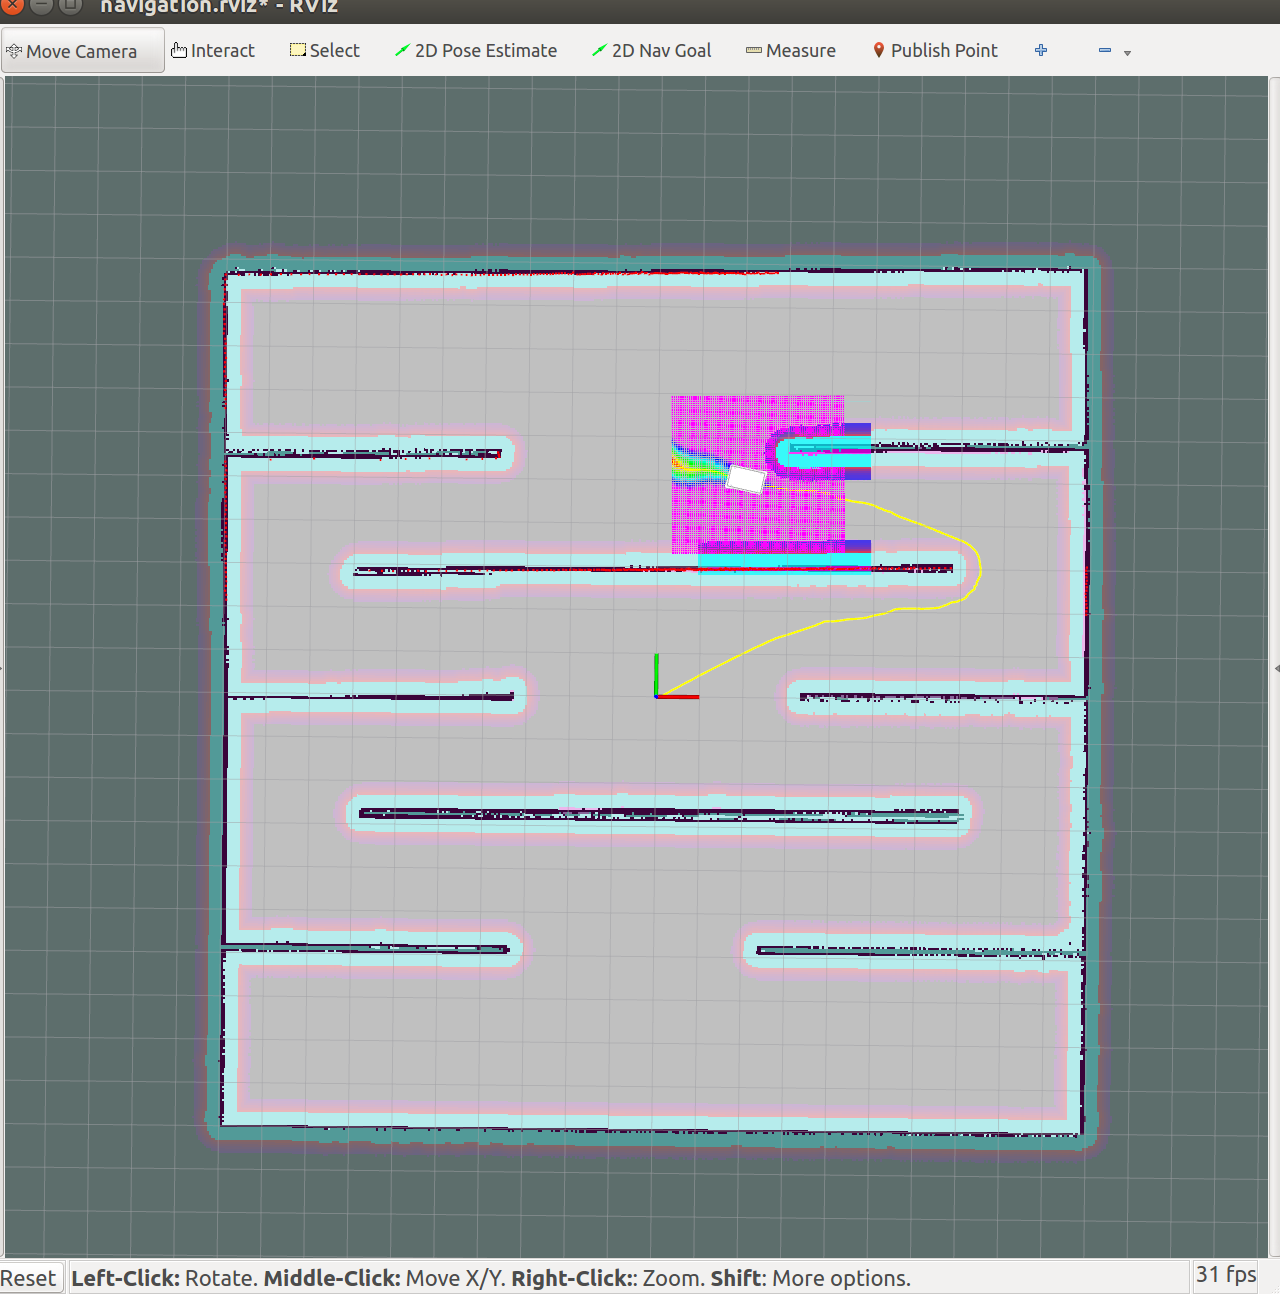 navigation.rviz* - RViz
Move Camera Interact Select 2D Pose Estimate 2D Nav Goal Measure Publish Point
Reset Left-Click: Rotate. Middle-Click: Move X/Y. Right-Click:: Zoom. Shift: More options. 31 fps